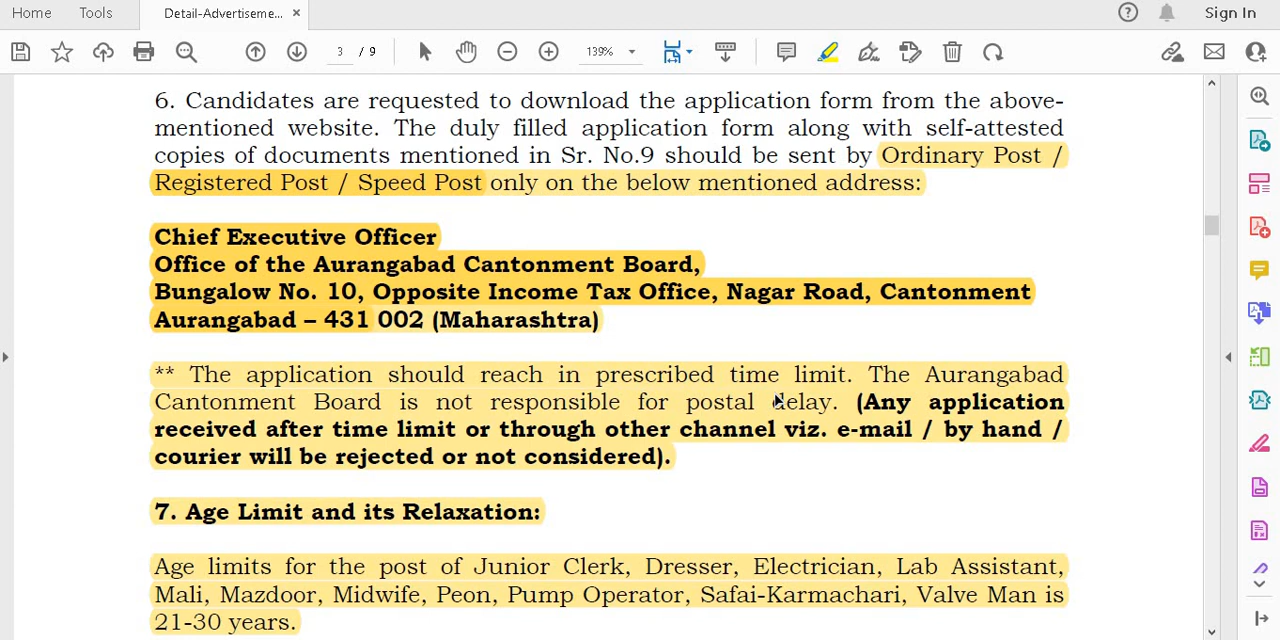 Home Tools Detail-Advertiseme... × Sign In
3 / 9 139%
6. Candidates are requested to download the application form from the above-
mentioned website. The duly filled application form along with self-attested
copies of documents mentioned in Sr. No.9 should be sent by Ordinary Post /
Registered Post / Speed Post only on the below mentioned address:
Chief Executive Officer
Office of the Aurangabad Cantonment Board,
Bungalow No. 10, Opposite Income Tax Office, Nagar Road, Cantonment
Aurangabad – 431 002 (Maharashtra)
** The application should reach in prescribed time limit. The Aurangabad
Cantonment Board is not responsible for postal delay. (Any application
received after time limit or through other channel viz. e-mail / by hand /
courier will be rejected or not considered).
7. Age Limit and its Relaxation:
Age limits for the post of Junior Clerk, Dresser, Electrician, Lab Assistant,
Mali, Mazdoor, Midwife, Peon, Pump Operator, Safai-Karmachari, Valve Man is
21-30 years.